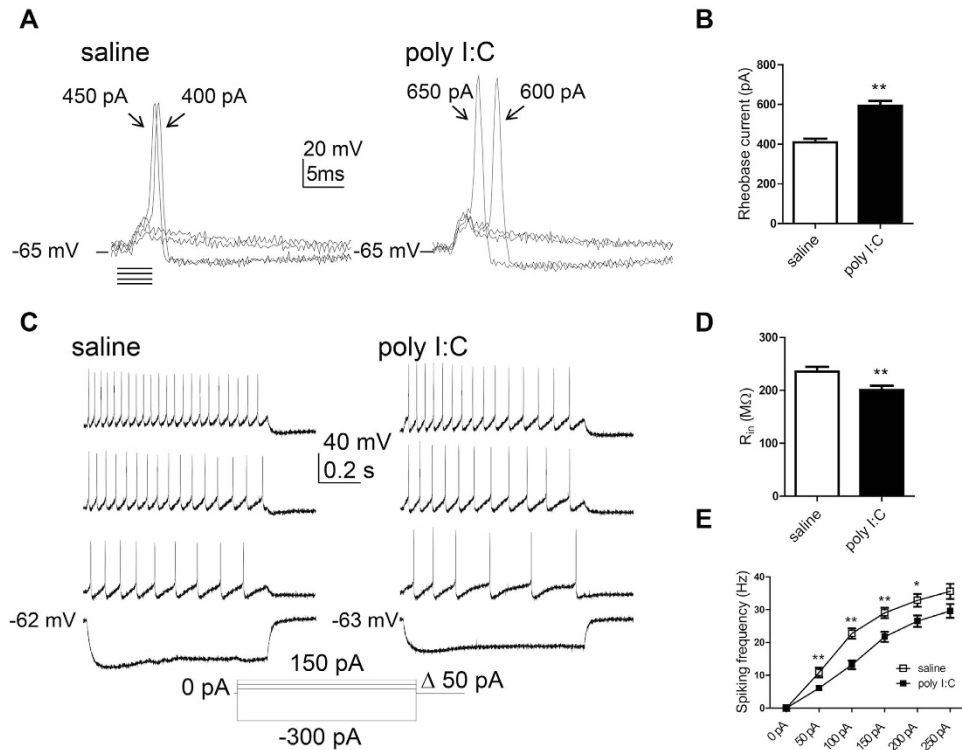 A
saline
450 pA
400 pA
20 mV
5ms
-65 mV
poly I:C
650 pA
600 pA
-65 mV
B
Rheobase current (pA)
800
600
400
200
0
**
saline
poly I:C
C
saline
poly I:C
40 mV
0.2 s
-62 mV
-63 mV
150 pA
0 pA
Δ 50 pA
-300 pA
D
Rin (MΩ)
300
200
100
0
**
saline
poly I:C
E
Spiking frequency (Hz)
40
30
20
10
0
**
**
**
*
saline
poly I:C
0 pA
50 pA
100 pA
150 pA
200 pA
250 pA